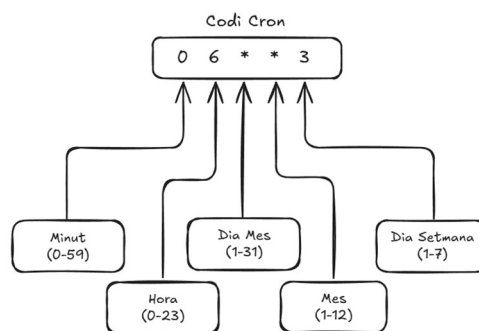 Codi Cron
0 6 * * 3
Minut
(0-59)
Dia Mes
(1-31)
Dia Setmana
(1-7)
Hora
(0-23)
Mes
(1-12)